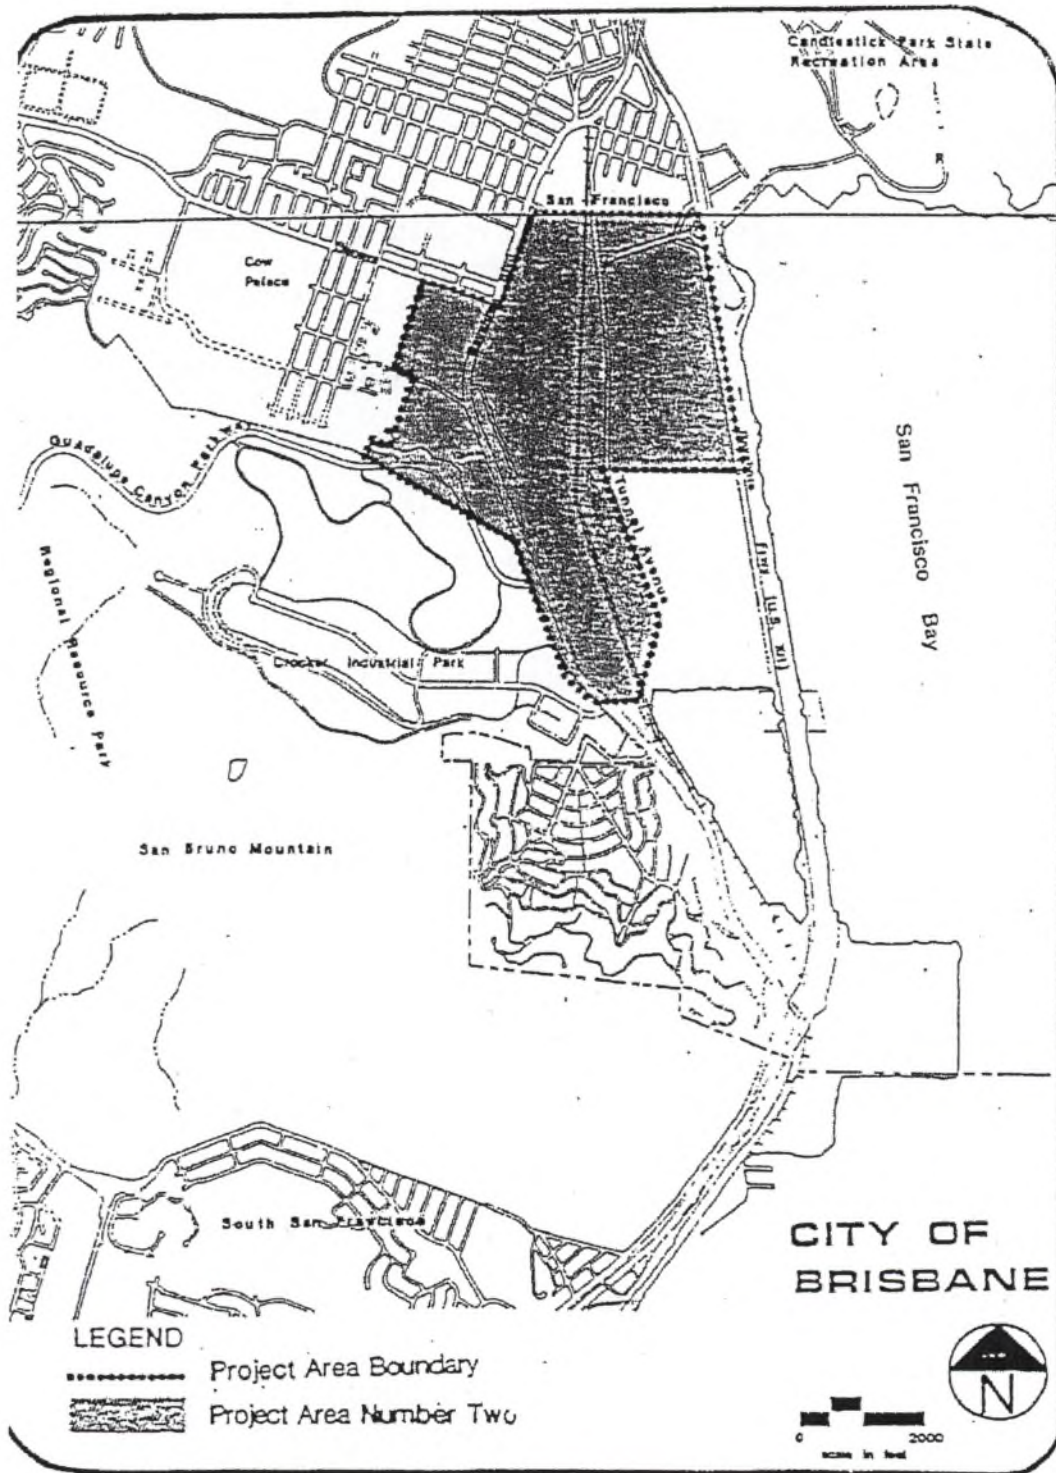 Candlestick Park State
Recreation Area
San Francisco
Cow
Palace
Guadalupe Canyon Parkway
Tunnel Avenue
San Francisco Bay
Regional Resource Park
Crocker Industrial Park
San Bruno Mountain
South San Francisco
CITY OF
BRISBANE
LEGEND
Project Area Boundary
Project Area Number Two
N
0 2000
scale in feet